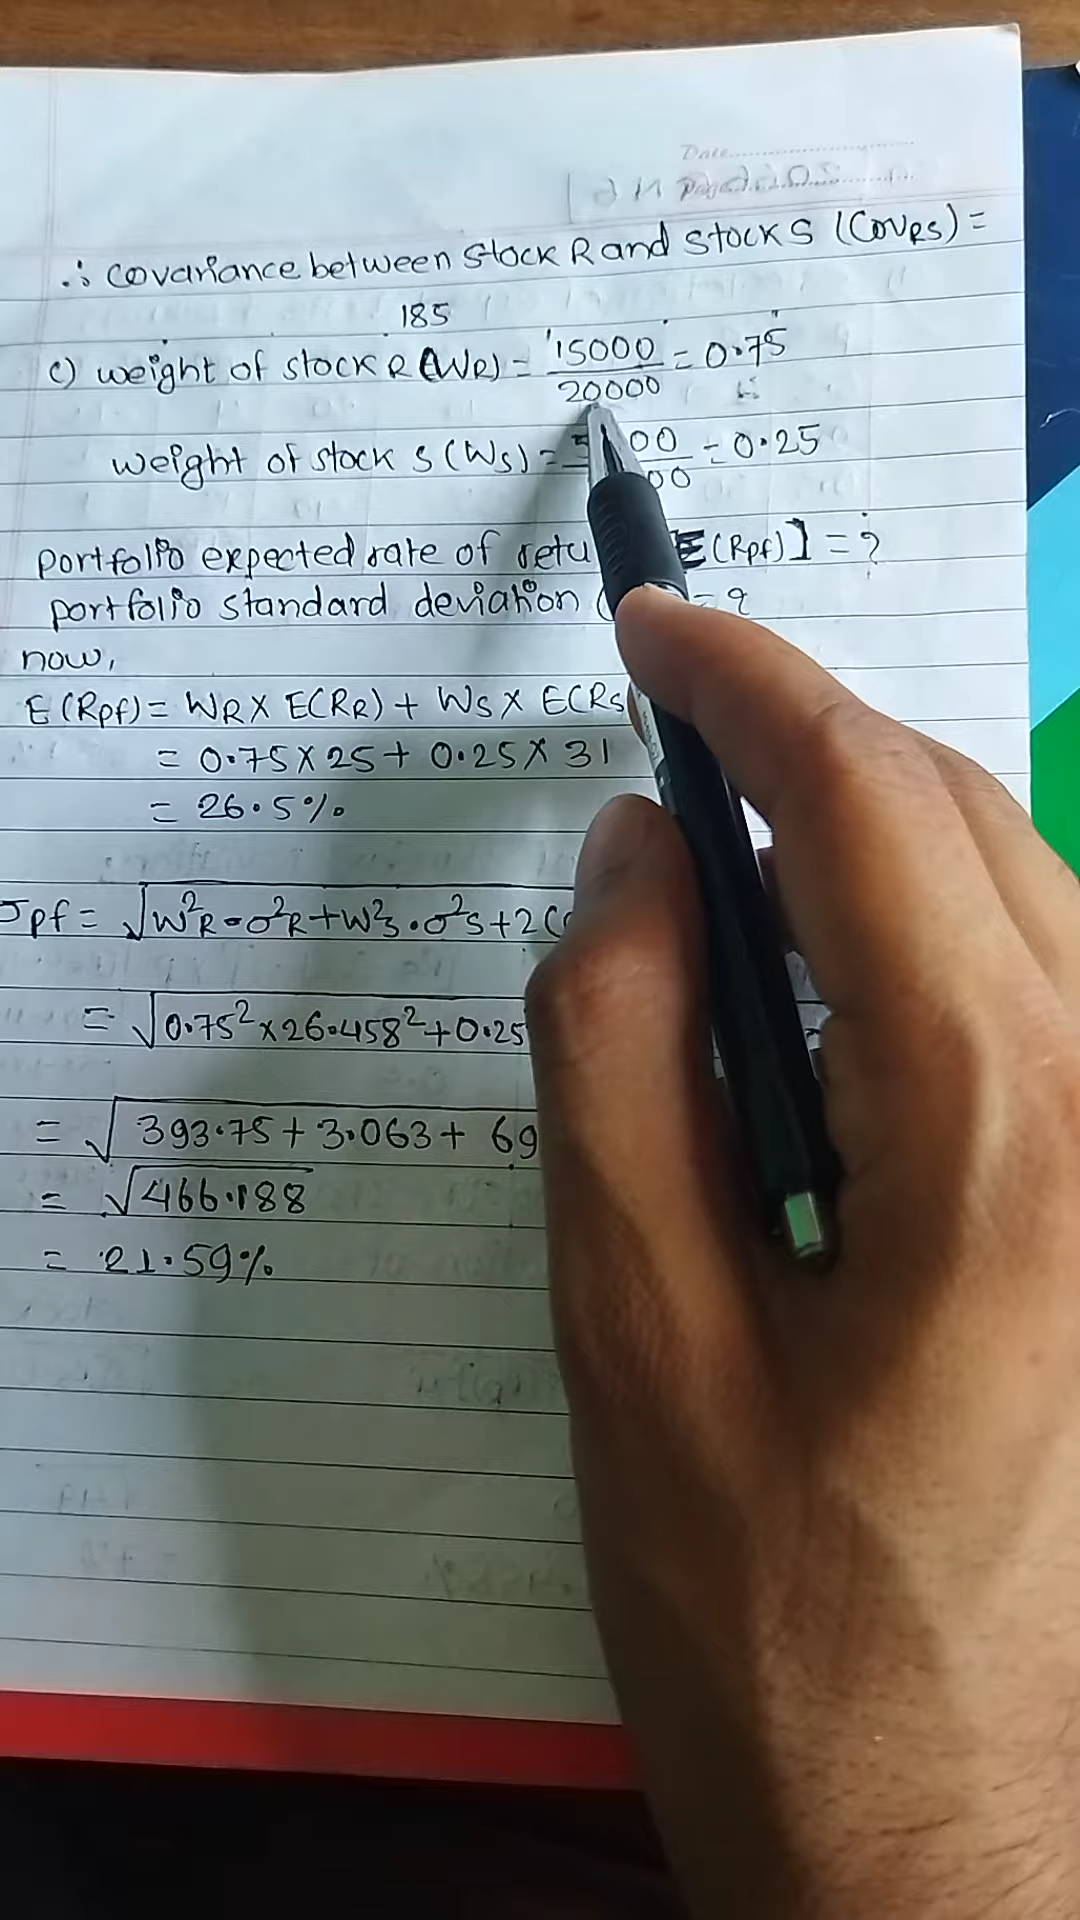 Date
∴ covariance between stock R and stock S (CovRS) =
185
c) weight of stock R (WR) = 15000/20000 = 0.75
weight of stock S (WS) = 00/00 = 0.25
portfolio expected rate of retu E(Rpf)] = ?
portfolio standard deviation ( = ?
now,
E(Rpf) = WR X E(RR) + WS X E(RS
= 0.75 X 25 + 0.25 X 31
= 26.5%
σpf = √W²R·σ²R+W²S·σ²S+2
= √0.75²×26.458²+0.25
= √393.75+3.063+69
= √466.188
= 21.59%